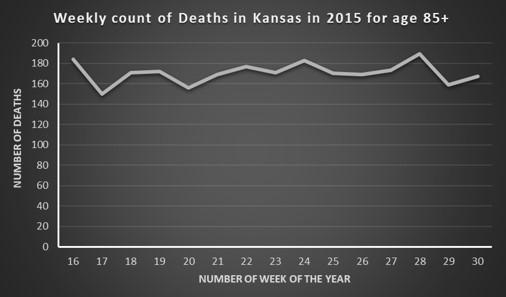 Weekly count of Deaths in Kansas in 2015 for age 85+
200
180
160
140
120
100
80
60
40
20
0
NUMBER OF DEATHS
16 17 18 19 20 21 22 23 24 25 26 27 28 29 30
NUMBER OF WEEK OF THE YEAR